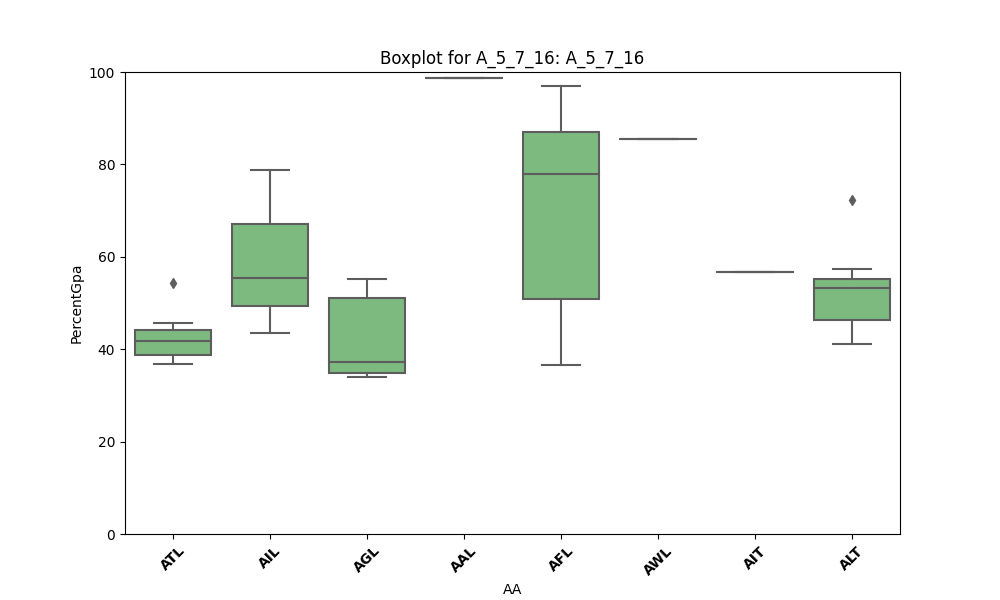 Boxplot for A_5_7_16: A_5_7_16
100
80
60
40
20
0
PercentGpa
ATL
AIL
AGL
AAL
AFL
AWL
AIT
ALT
AA